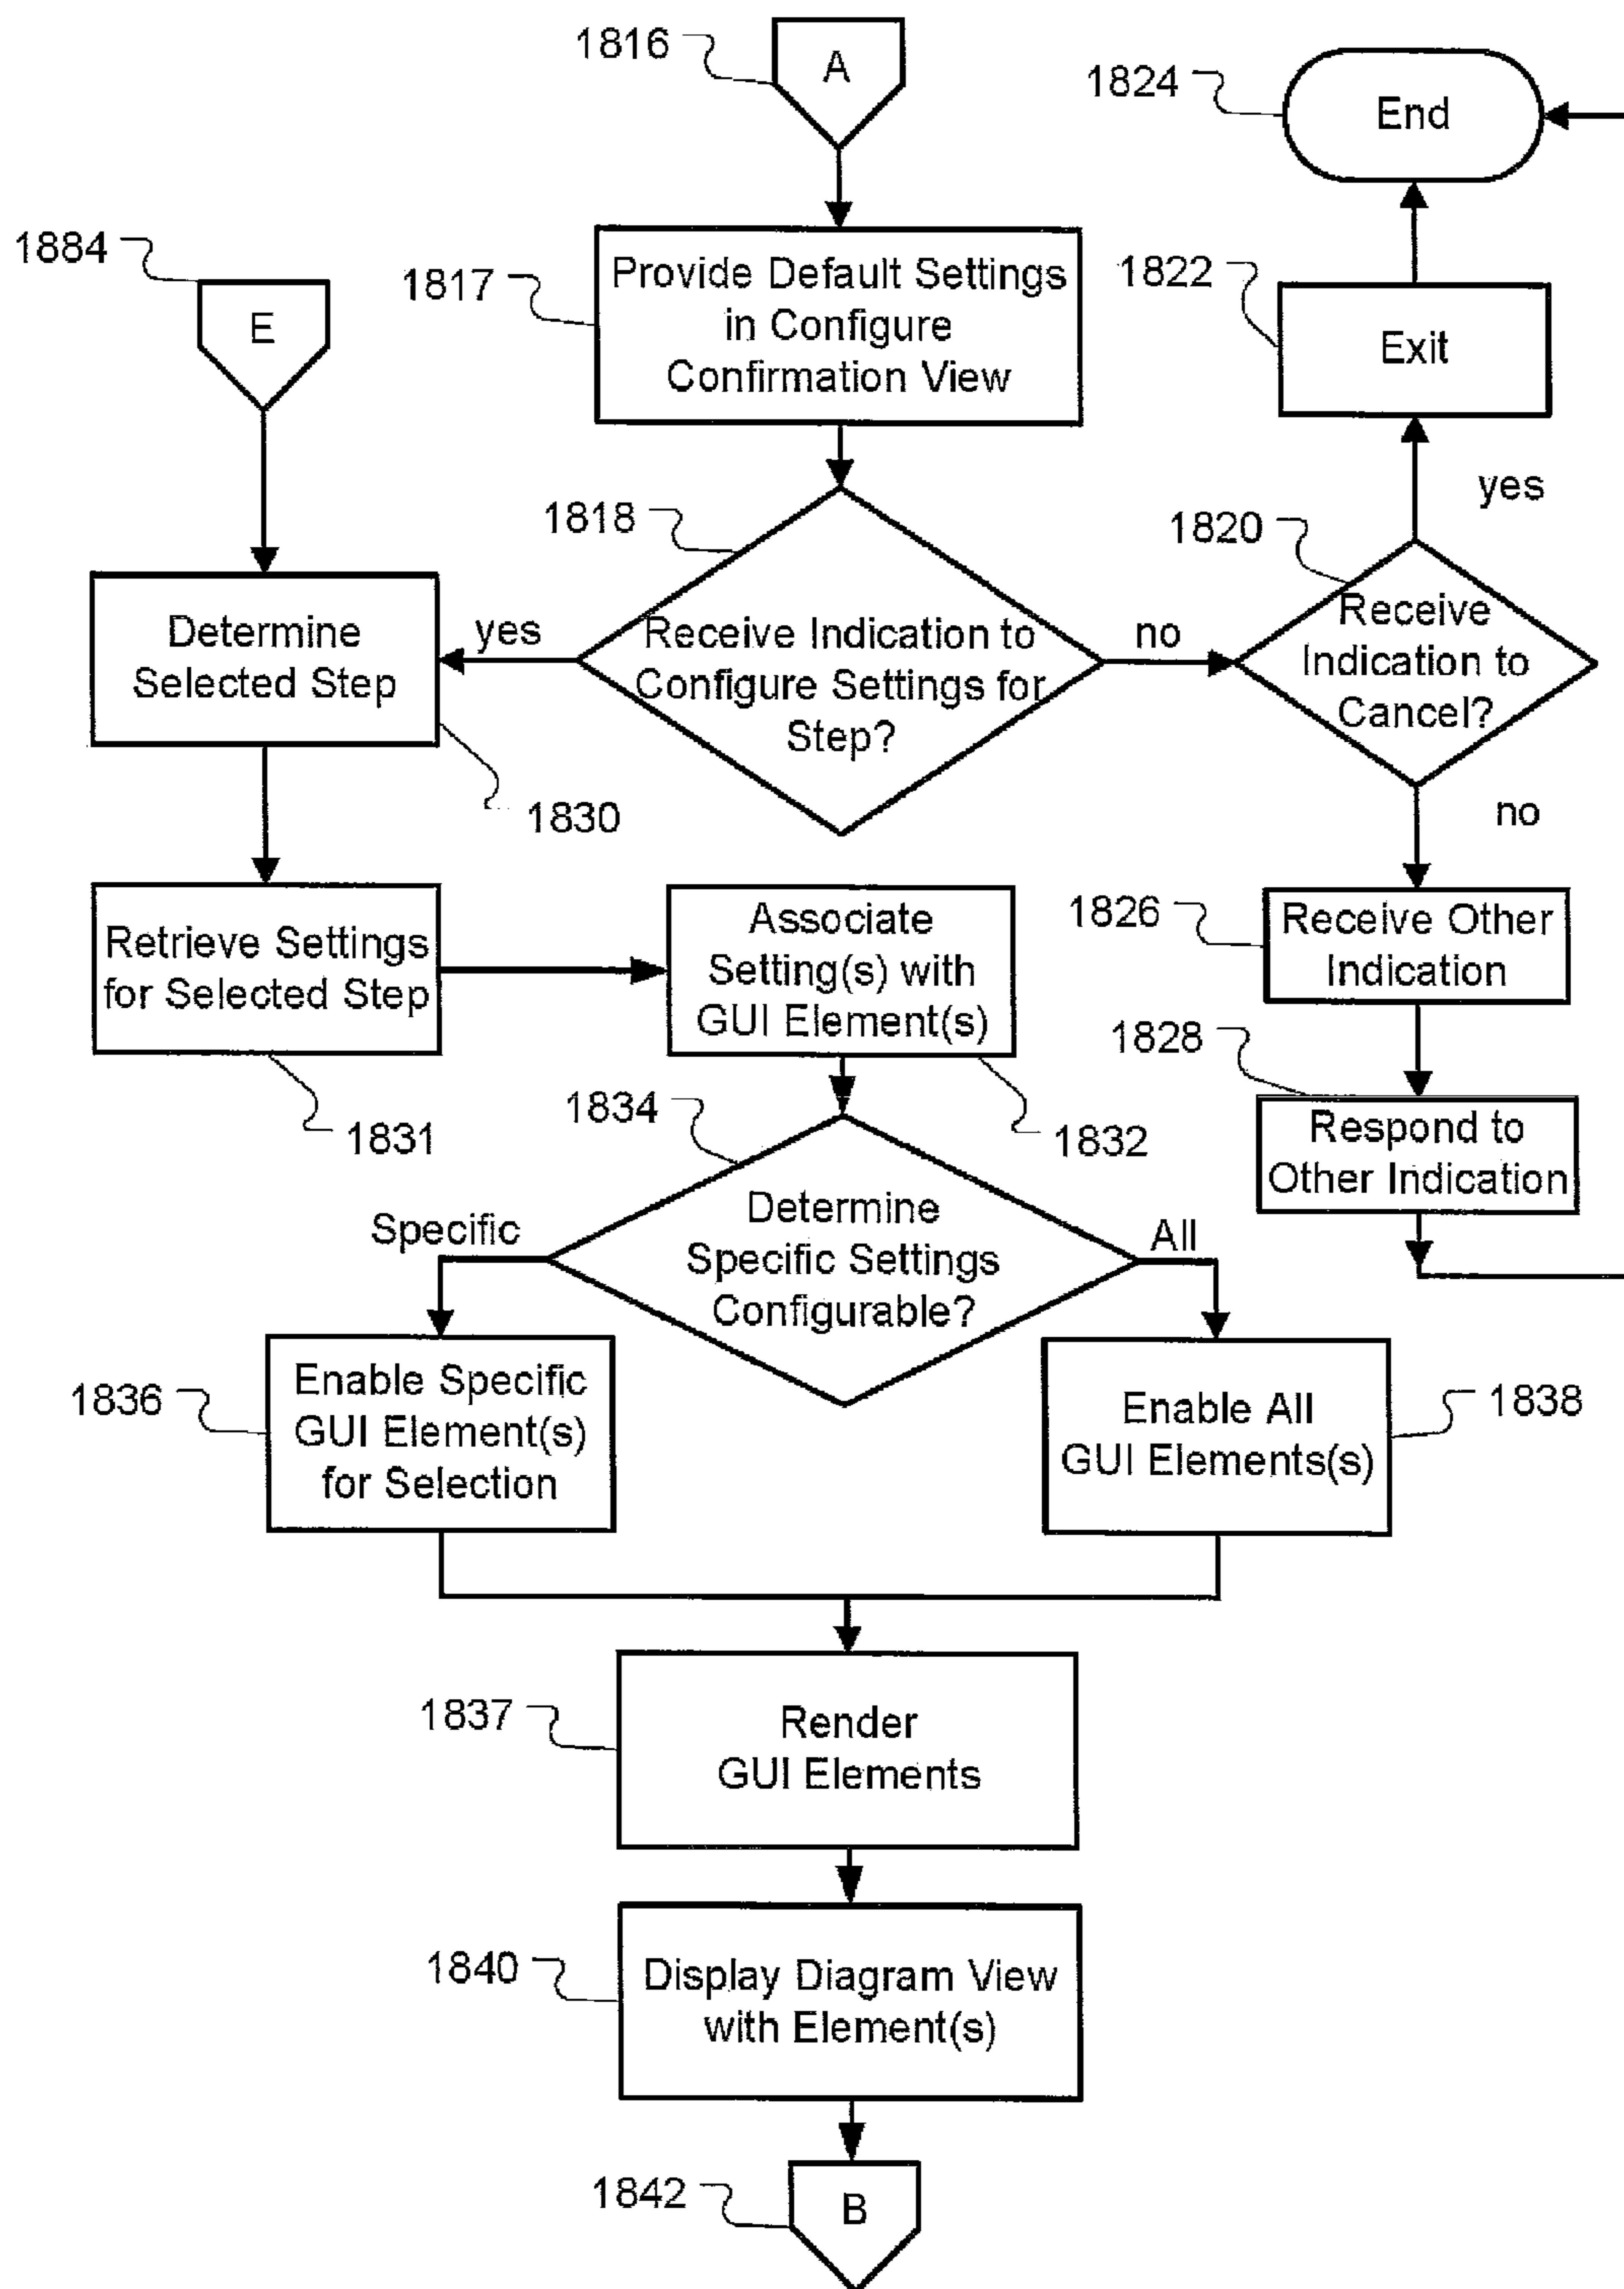 1816
A
1824
End
1884
E
1817
Provide Default Settings
in Configure
Confirmation View
1822
Exit
yes
1818
Receive Indication to
Configure Settings for
Step?
yes
no
1820
Receive
Indication to
Cancel?
no
Determine
Selected Step
1830
Retrieve Settings
for Selected Step
1831
Associate
Setting(s) with
GUI Element(s)
1832
1826
Receive Other
Indication
1828
Respond to
Other Indication
1834
Determine
Specific Settings
Configurable?
Specific
All
1836
Enable Specific
GUI Element(s)
for Selection
Enable All
GUI Elements(s)
1838
1837
Render
GUI Elements
1840
Display Diagram View
with Element(s)
1842
B